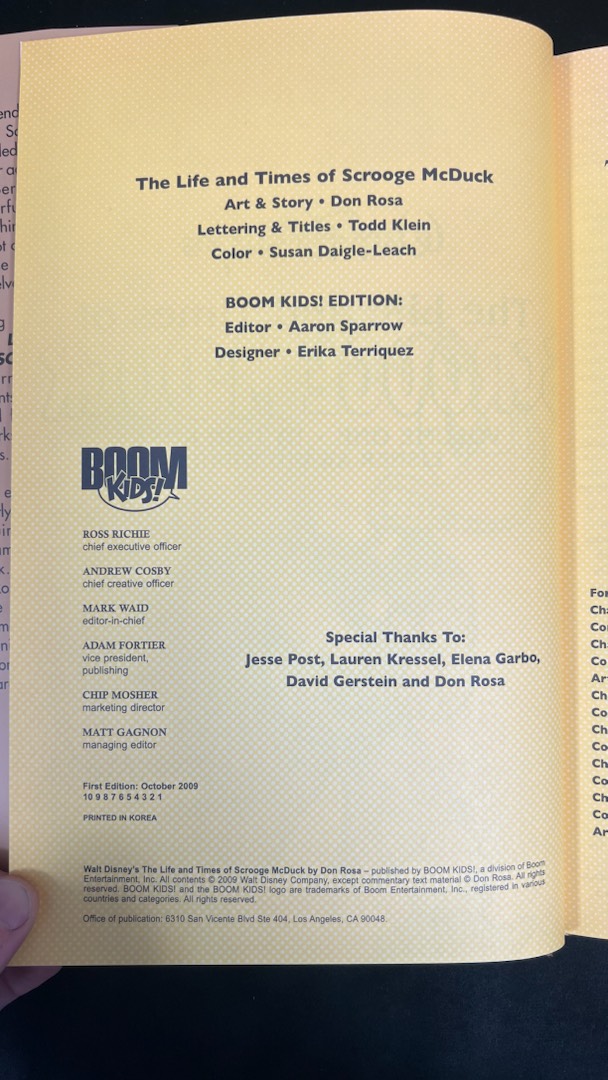 The Life and Times of Scrooge McDuck
Art & Story • Don Rosa
Lettering & Titles • Todd Klein
Color • Susan Daigle-Leach
BOOM KIDS! EDITION:
Editor • Aaron Sparrow
Designer • Erika Terriquez
BOOM
KIDS!
ROSS RICHIE
chief executive officer
ANDREW COSBY
chief creative officer
MARK WAID
editor-in-chief
ADAM FORTIER
vice president,
publishing
CHIP MOSHER
marketing director
MATT GAGNON
managing editor
Special Thanks To:
Jesse Post, Lauren Kressel, Elena Garbo,
David Gerstein and Don Rosa
First Edition: October 2009
10 9 8 7 6 5 4 3 2 1
PRINTED IN KOREA
Walt Disney's The Life and Times of Scrooge McDuck by Don Rosa – published by BOOM KIDS!, a division of Boom
Entertainment, Inc. All contents © 2009 Walt Disney Company, except commentary text material © Don Rosa. All rights
reserved. BOOM KIDS! and the BOOM KIDS! logo are trademarks of Boom Entertainment, Inc., registered in various
countries and categories. All rights reserved.
Office of publication: 6310 San Vicente Blvd Ste 404, Los Angeles, CA 90048.